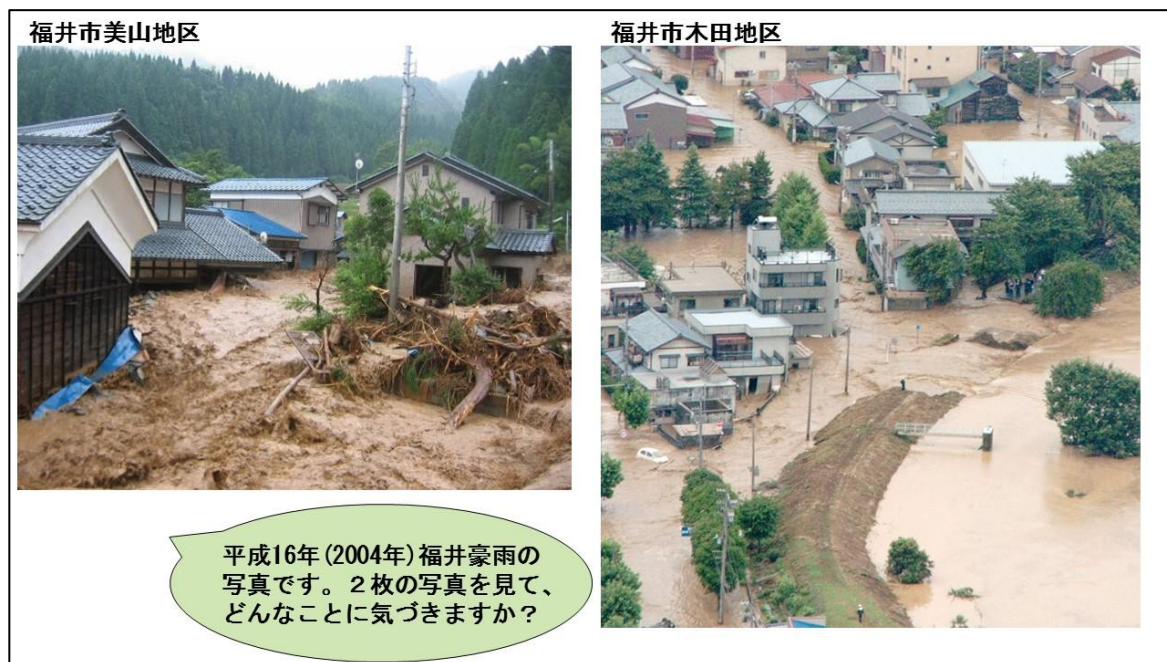 福井市美山地区
福井市木田地区
平成16年(2004年)福井豪雨の
写真です。２枚の写真を見て、
どんなことに気づきますか？